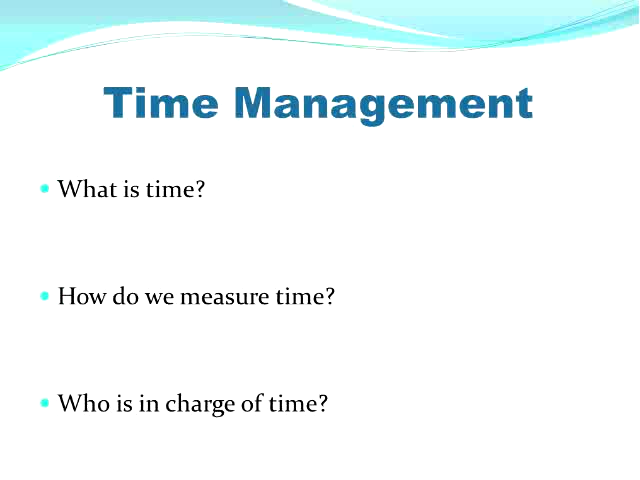 Time Management
What is time?
How do we measure time?
Who is in charge of time?